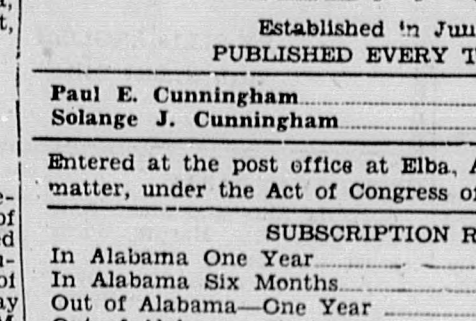 Established in Jun
PUBLISHED EVERY T
Paul E. Cunningham
Solange J. Cunningham
Entered at the post office at Elba, A
matter, under the Act of Congress of
SUBSCRIPTION R
In Alabama One Year
In Alabama Six Months
Out of Alabama—One Year